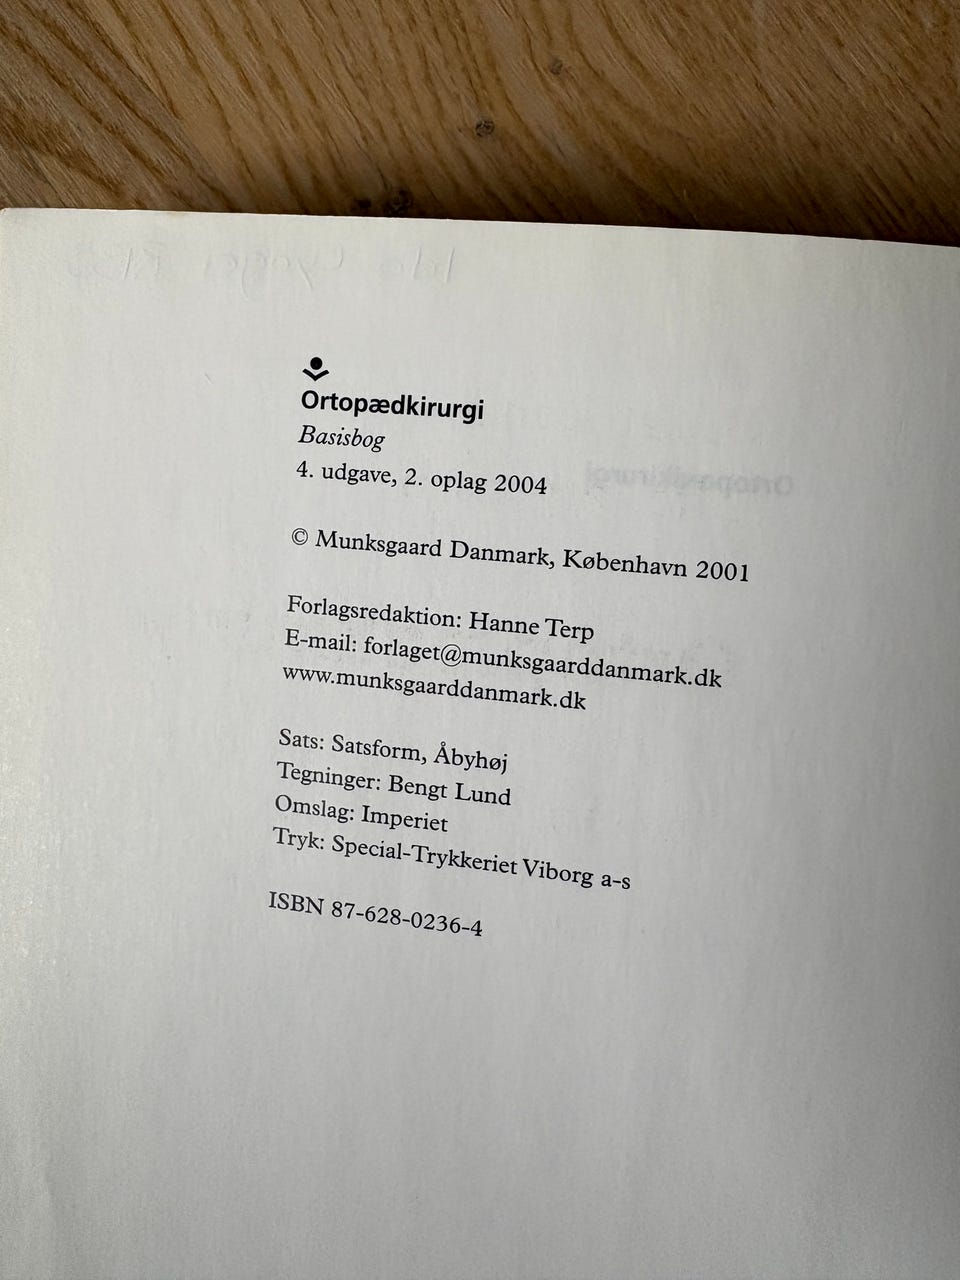 Ortopædkirurgi
Basisbog
4. udgave, 2. oplag 2004
© Munksgaard Danmark, København 2001
Forlagsredaktion: Hanne Terp
E-mail: forlaget@munksgaarddanmark.dk
www.munksgaarddanmark.dk
Sats: Satsform, Åbyhøj
Tegninger: Bengt Lund
Omslag: Imperiet
Tryk: Special-Trykkeriet Viborg a-s
ISBN 87-628-0236-4